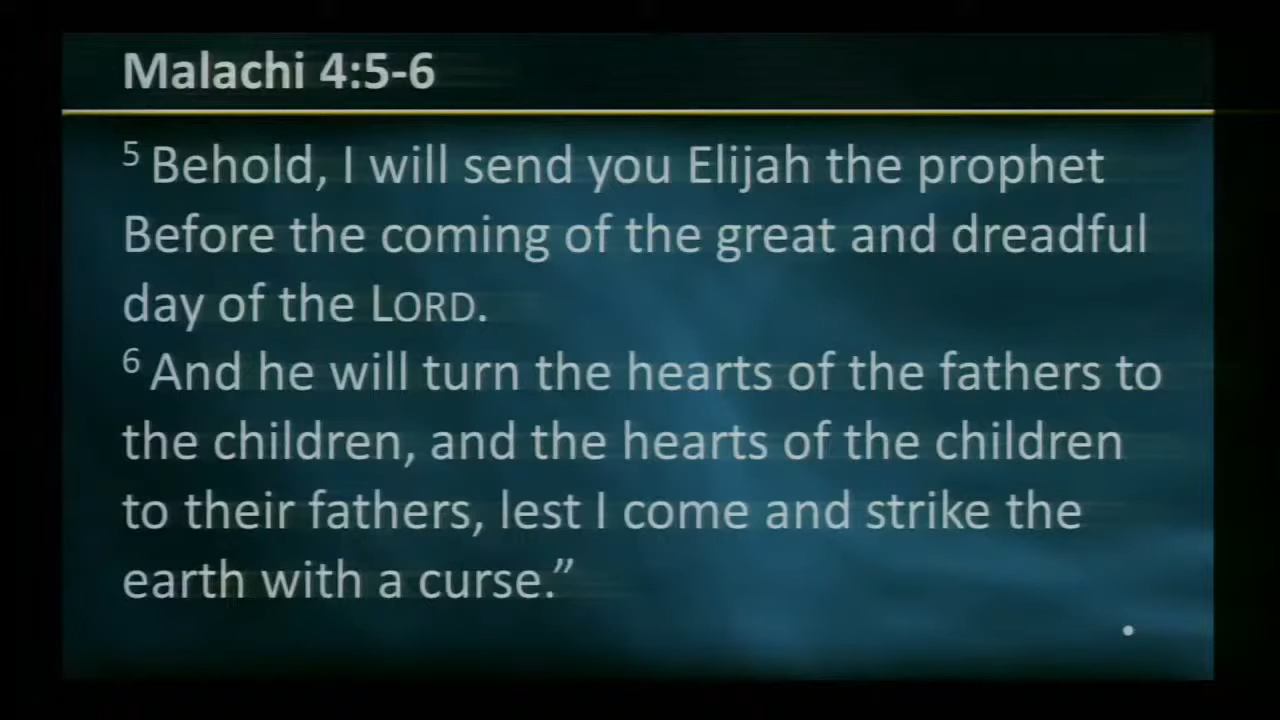 Malachi 4:5-6
5 Behold, I will send you Elijah the prophet
Before the coming of the great and dreadful
day of the LORD.
6 And he will turn the hearts of the fathers to
the children, and the hearts of the children
to their fathers, lest I come and strike the
earth with a curse.”